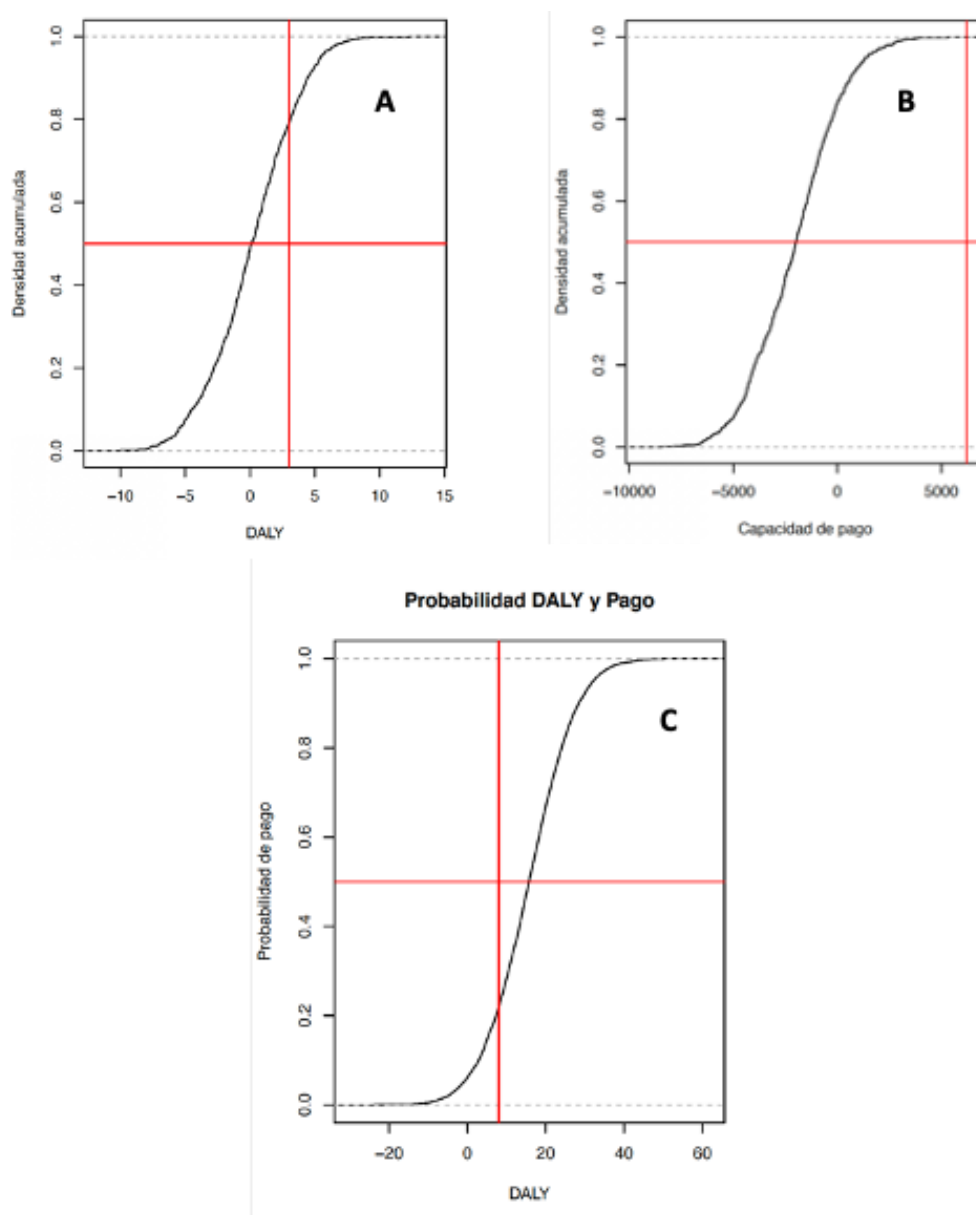 A
Densidad acumulada
0.0 0.2 0.4 0.6 0.8 1.0
−10 −5 0 5 10 15
DALY
B
Densidad acumulada
0.0 0.2 0.4 0.6 0.8 1.0
−10000 −5000 0 5000
Capacidad de pago
Probabilidad DALY y Pago
C
Probabilidad de pago
0.0 0.2 0.4 0.6 0.8 1.0
−20 0 20 40 60
DALY